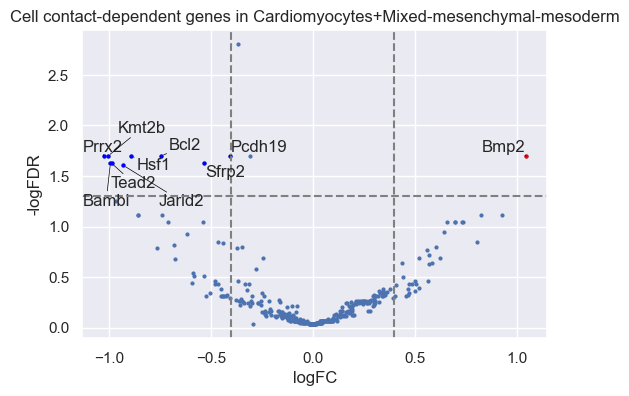 Cell contact-dependent genes in Cardiomyocytes+Mixed-mesenchymal-mesoderm
2.5
2.0
1.5
1.0
0.5
0.0
-logFDR
Kmt2b
Prrx2
Bcl2
Pcdh19
Bmp2
Hsf1
Sfrp2
Tead2
Bambi
Jarid2
−1.0
−0.5
0.0
0.5
1.0
logFC